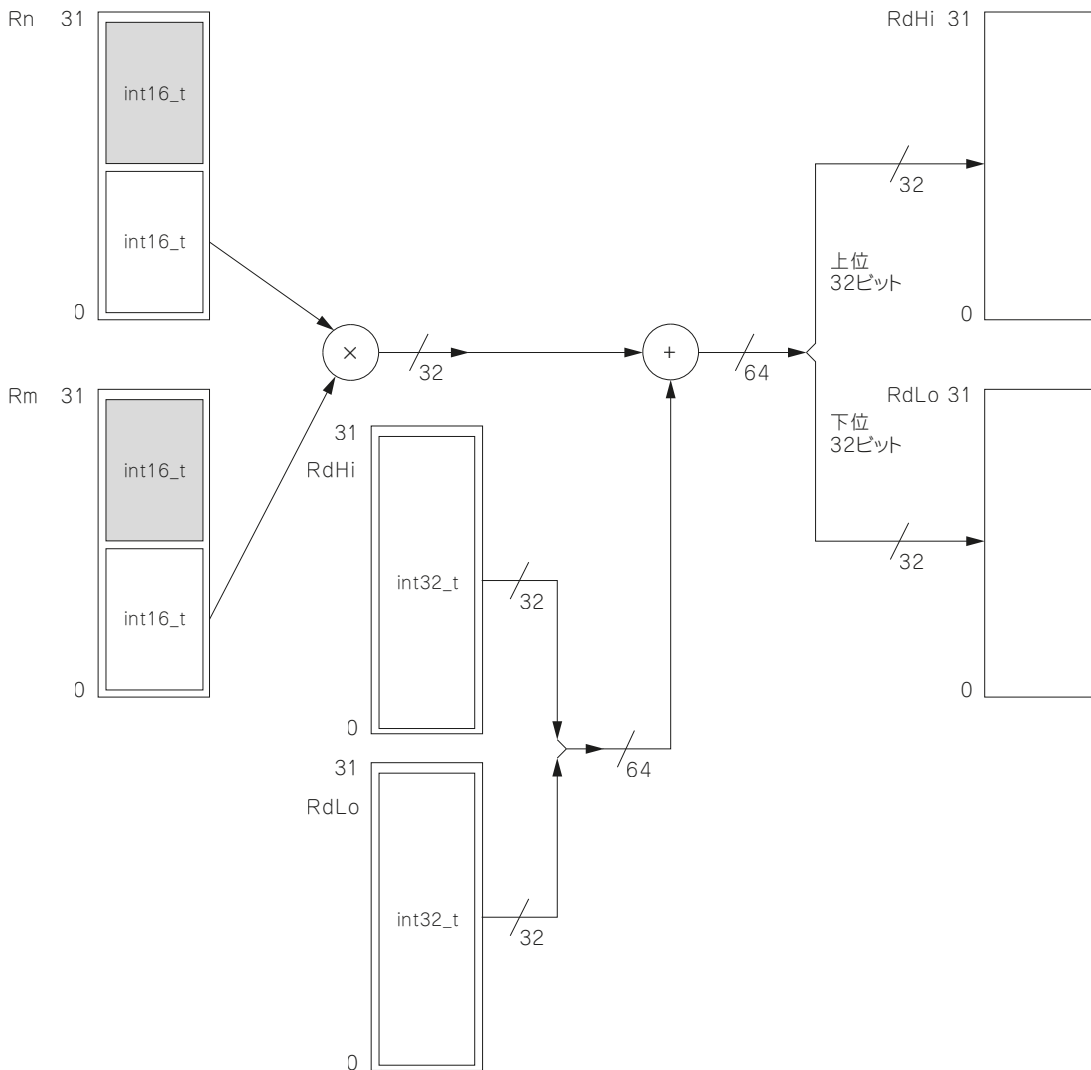 Rn 31
int16_t
int16_t
0
Rm 31
int16_t
int16_t
0
×
32
31
RdHi
int32_t
0
32
31
RdLo
int32_t
0
32
64
+
64
上位
32ビット
下位
32ビット
32
RdHi 31
0
32
RdLo 31
0